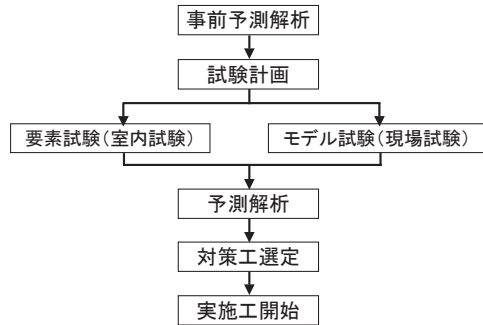 事前予測解析
試験計画
要素試験（室内試験）
モデル試験（現場試験）
予測解析
対策工選定
実施工開始